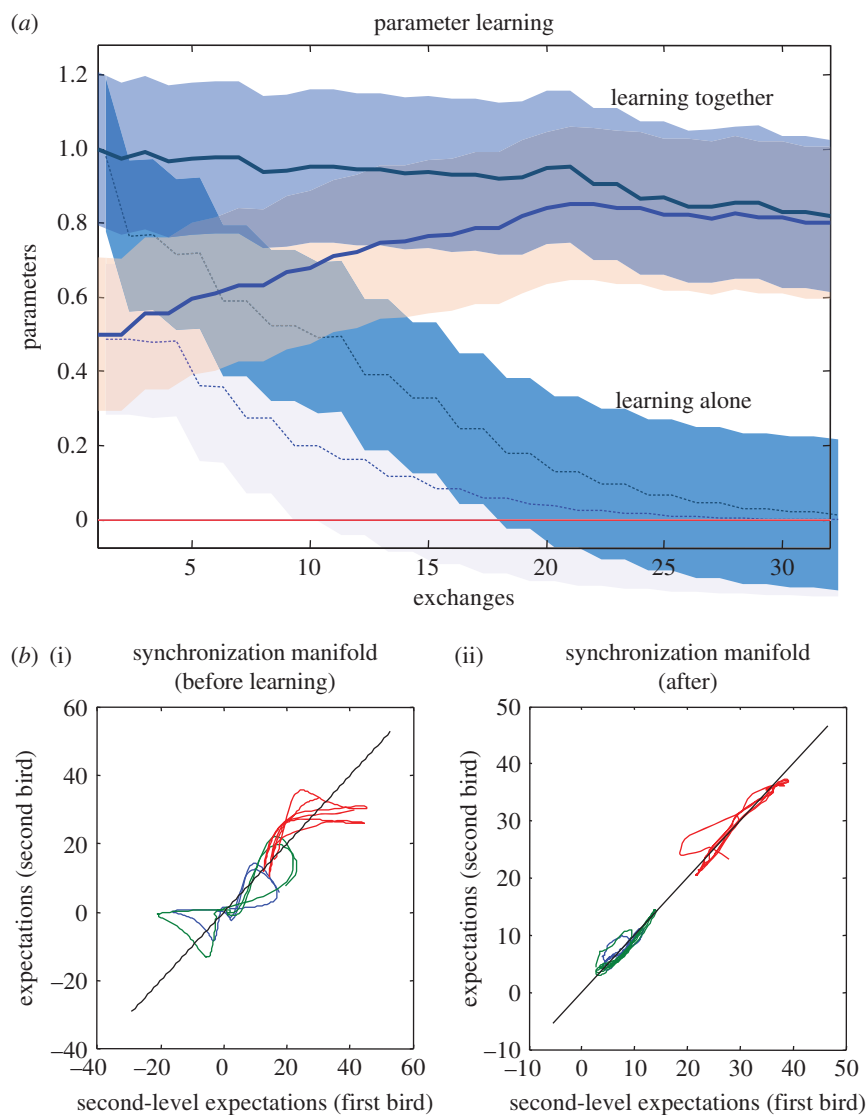 (a)
parameter learning
1.2
1.0
0.8
0.6
0.4
0.2
0
parameters
learning together
learning alone
5 10 15 20 25 30
exchanges
(b) (i)
synchronization manifold
(before learning)
60
40
20
0
−20
−40
expectations (second bird)
−40 −20 0 20 40 60
second-level expectations (first bird)
(ii)
synchronization manifold
(after)
50
40
30
20
10
0
−10
expectations (second bird)
−10 0 10 20 30 40 50
second-level expectations (first bird)